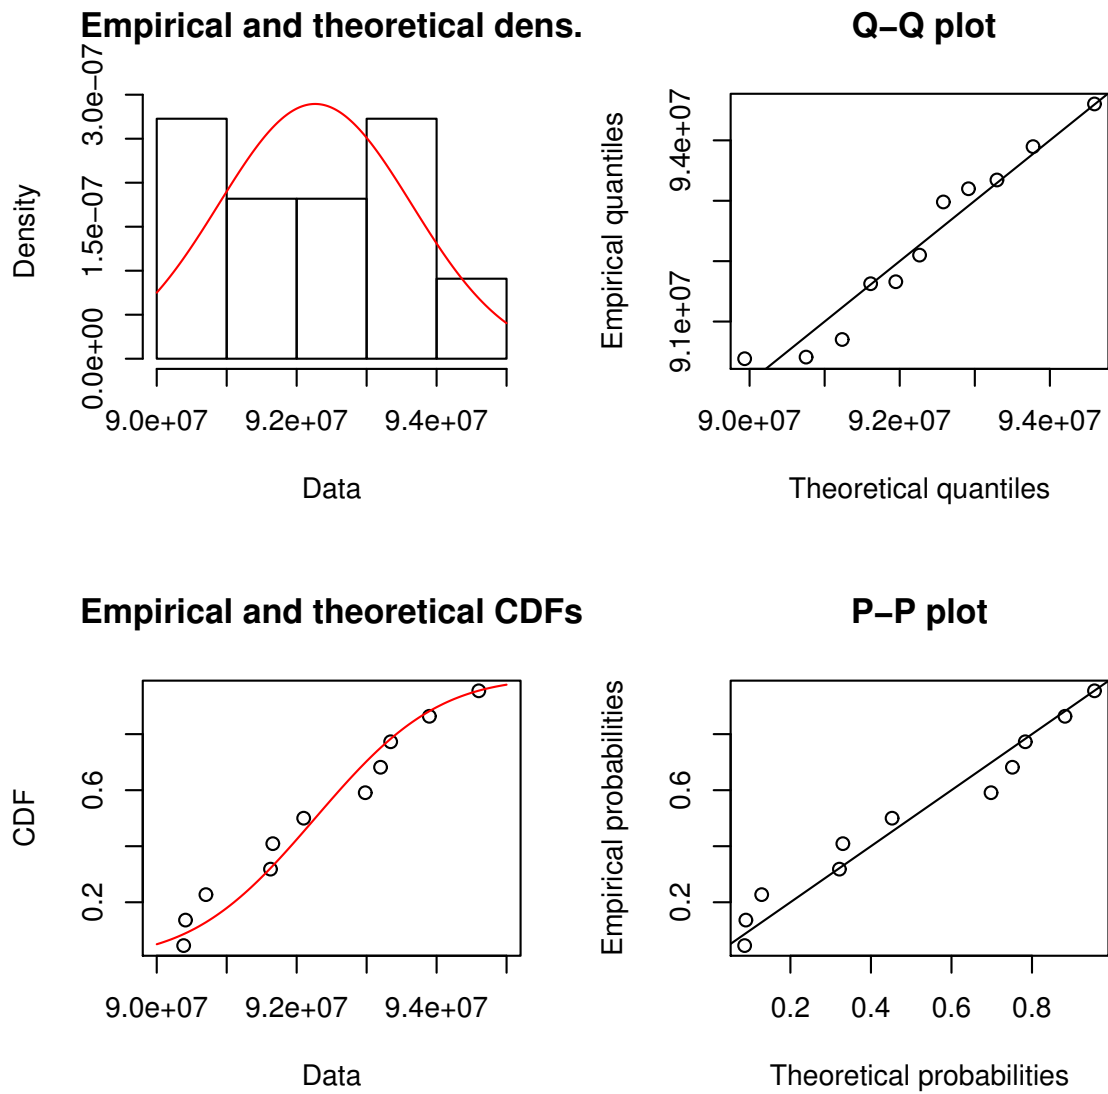 Empirical and theoretical dens.
Density
0.0e+00 1.5e−07 3.0e−07
9.0e+07 9.2e+07 9.4e+07
Data
Q−Q plot
Empirical quantiles
9.1e+07 9.4e+07
9.0e+07 9.2e+07 9.4e+07
Theoretical quantiles
Empirical and theoretical CDFs
CDF
0.2 0.6
9.0e+07 9.2e+07 9.4e+07
Data
P−P plot
Empirical probabilities
0.2 0.6
0.2 0.4 0.6 0.8
Theoretical probabilities